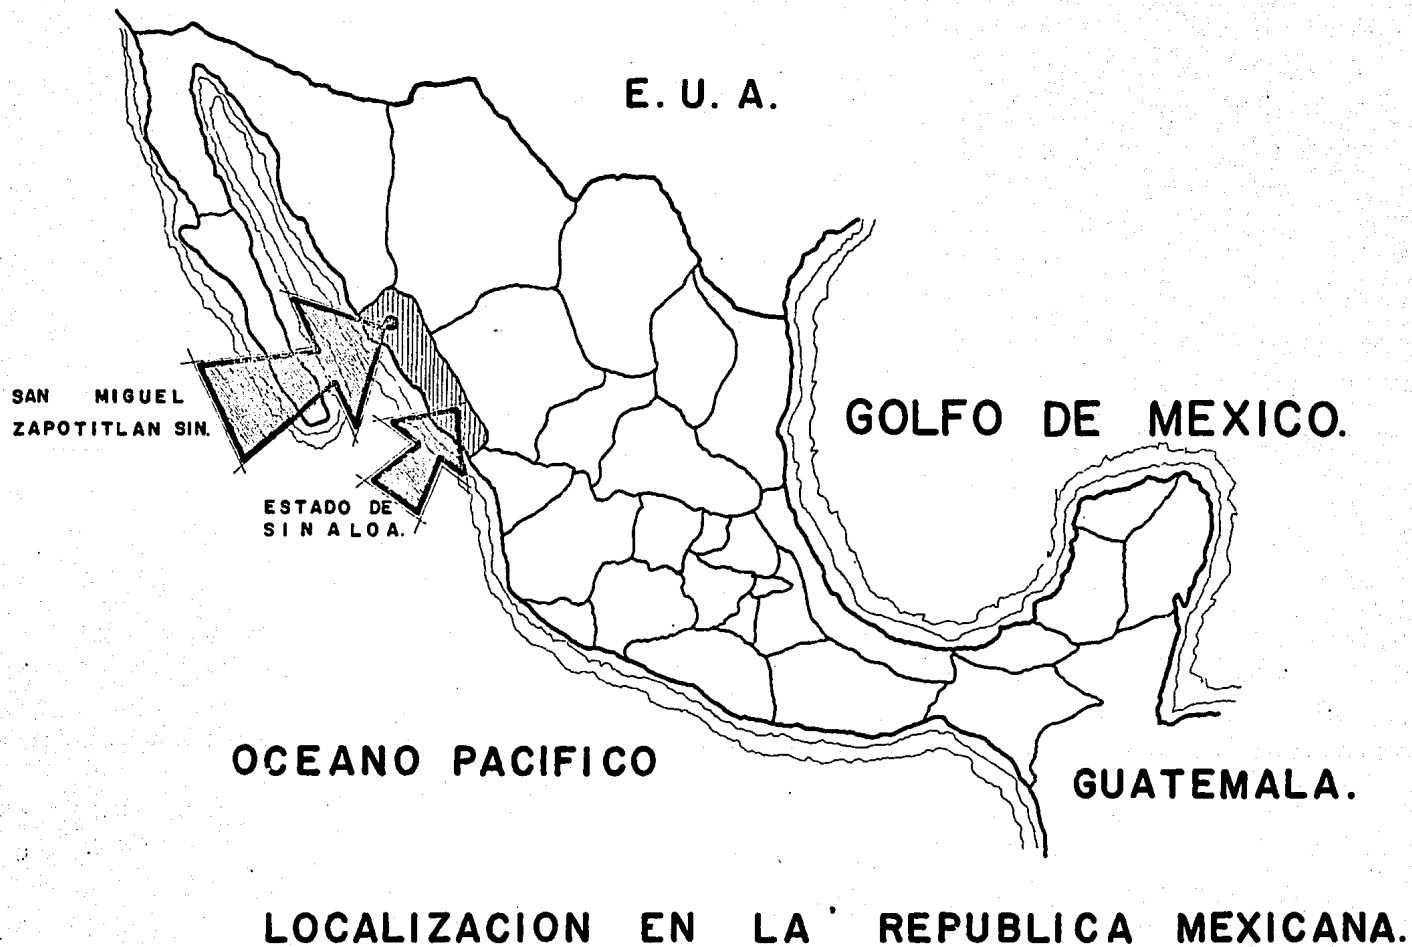 E. U. A.
SAN MIGUEL
ZAPOTITLAN SIN.
GOLFO DE MEXICO.
ESTADO DE
SINALOA.
OCEANO PACIFICO
GUATEMALA.
LOCALIZACION EN LA REPUBLICA MEXICANA.